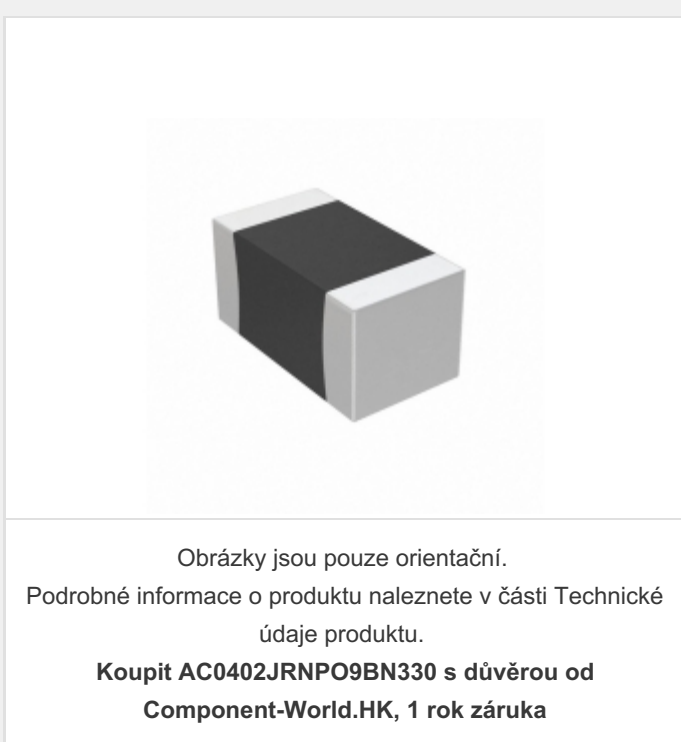 Obrázky jsou pouze orientační.
Podrobné informace o produktu naleznete v části Technické
údaje produktu.
Koupit AC0402JRNPO9BN330 s důvěrou od
Component-World.HK, 1 rok záruka